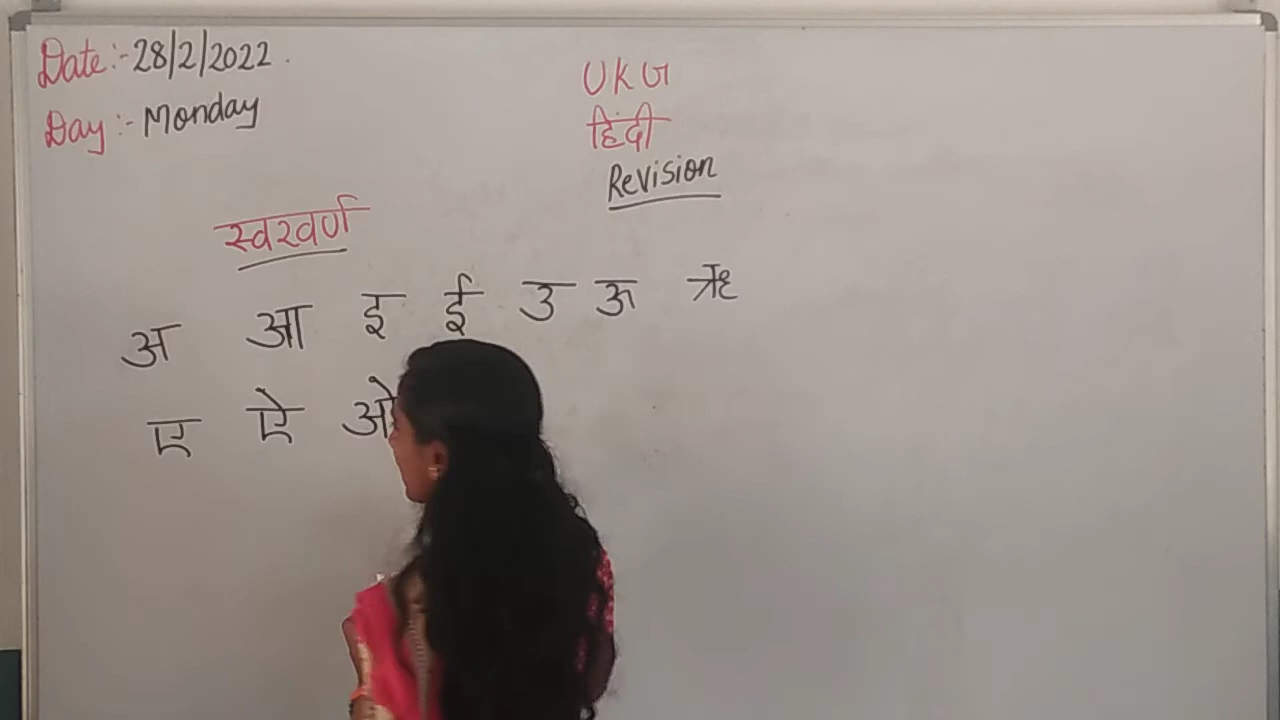 Date:- 28/2/2022.
Day:- Monday
UKG
हिंदी
Revision
स्वरवर्ण
अ आ इ ई उ ऊ ऋ
ए ऐ ओ